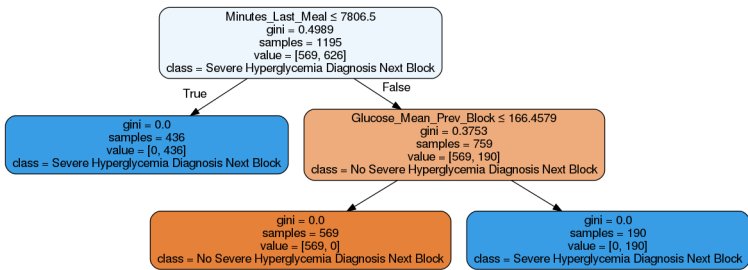 Minutes_Last_Meal ≤ 7806.5
gini = 0.4989
samples = 1195
value = [569, 626]
class = Severe Hyperglycemia Diagnosis Next Block
True
False
gini = 0.0
samples = 436
value = [0, 436]
class = Severe Hyperglycemia Diagnosis Next Block
Glucose_Mean_Prev_Block ≤ 166.4579
gini = 0.3753
samples = 759
value = [569, 190]
class = No Severe Hyperglycemia Diagnosis Next Block
gini = 0.0
samples = 569
value = [569, 0]
class = No Severe Hyperglycemia Diagnosis Next Block
gini = 0.0
samples = 190
value = [0, 190]
class = Severe Hyperglycemia Diagnosis Next Block